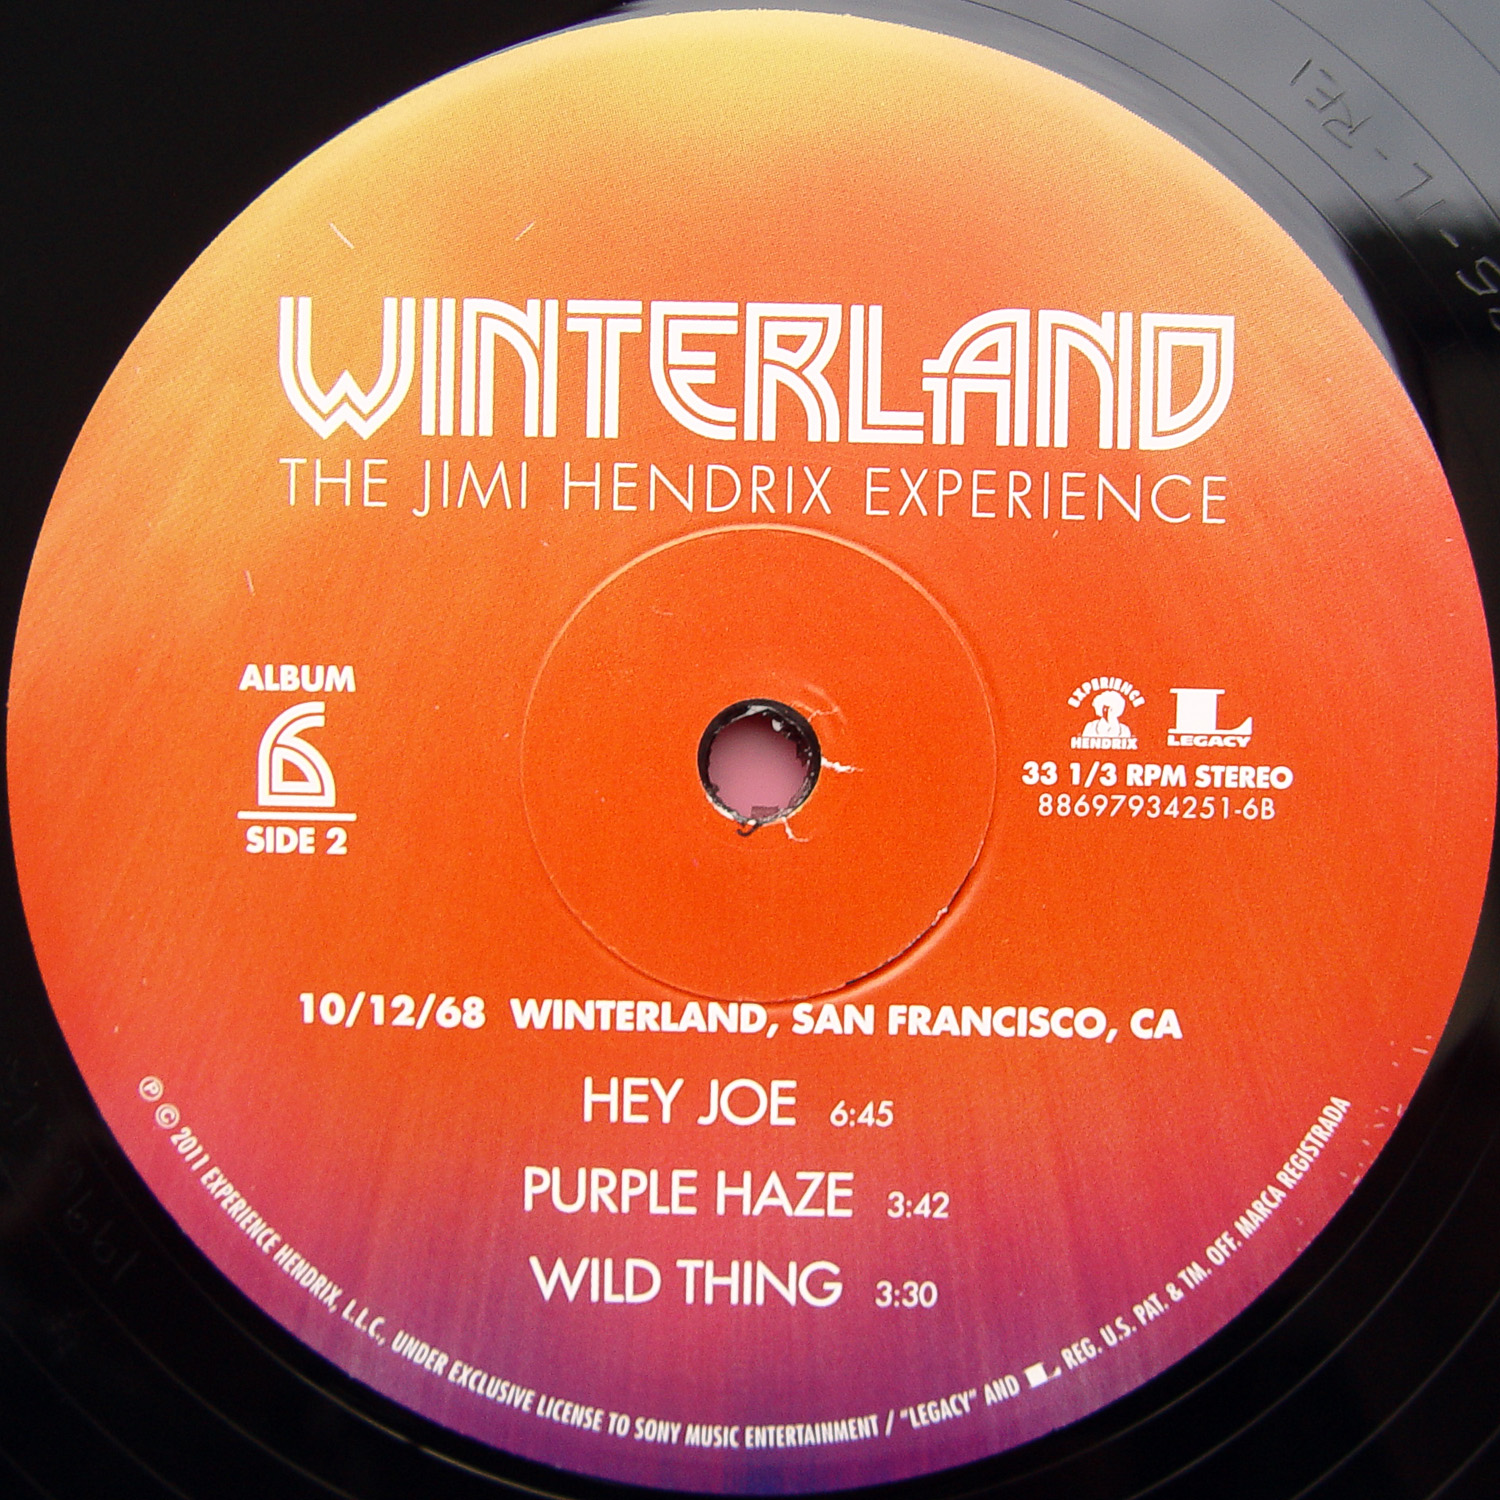 WINTERLAND
THE JIMI HENDRIX EXPERIENCE
ALBUM
6
SIDE 2
EXPERIENCE
HENDRIX
L
LEGACY
33 1/3 RPM STEREO
88697934251-6B
10/12/68 WINTERLAND, SAN FRANCISCO, CA
HEY JOE 6:45
PURPLE HAZE 3:42
WILD THING 3:30
℗ © 2011 EXPERIENCE HENDRIX, L.L.C., UNDER EXCLUSIVE LICENSE TO SONY MUSIC ENTERTAINMENT / "LEGACY" AND L REG. U.S. PAT. & TM. OFF. MARCA REGISTRADA